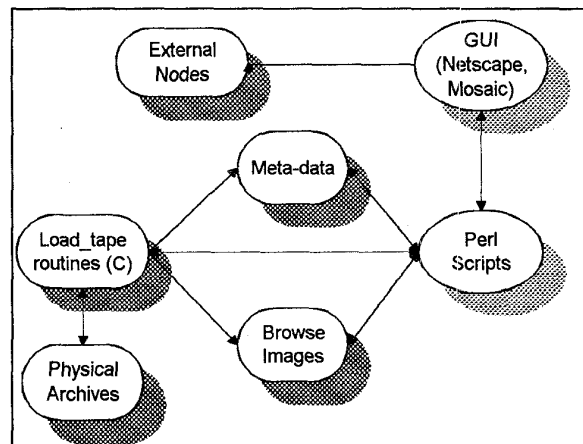 External
Nodes
GUI
(Netscape,
Mosaic)
Meta-data
Load_tape
routines (C)
Perl
Scripts
Browse
Images
Physical
Archives